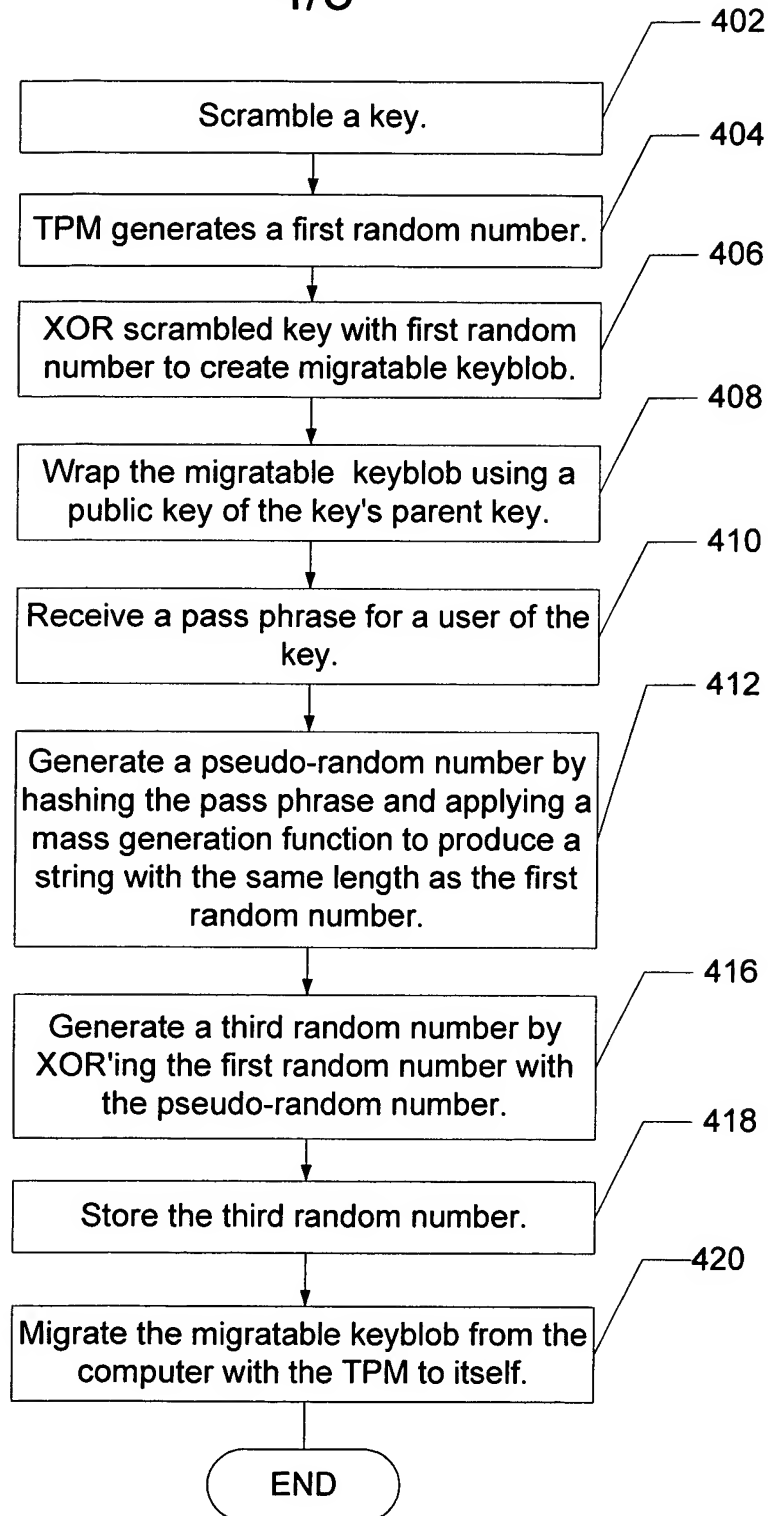 402
Scramble a key.
404
TPM generates a first random number.
406
XOR scrambled key with first random
number to create migratable keyblob.
408
Wrap the migratable keyblob using a
public key of the key's parent key.
410
Receive a pass phrase for a user of the
key.
412
Generate a pseudo-random number by
hashing the pass phrase and applying a
mass generation function to produce a
string with the same length as the first
random number.
416
Generate a third random number by
XOR'ing the first random number with
the pseudo-random number.
418
Store the third random number.
420
Migrate the migratable keyblob from the
computer with the TPM to itself.
END